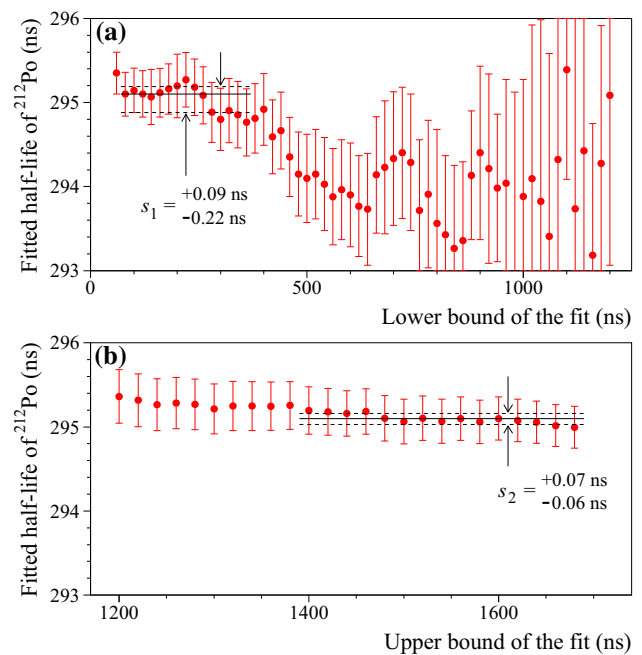 (a)
Fitted half-life of ²¹²Po (ns)
296
295
294
293
s₁ = +0.09 ns
−0.22 ns
0
500
1000
Lower bound of the fit (ns)
(b)
Fitted half-life of ²¹²Po (ns)
296
295
294
293
s₂ = +0.07 ns
−0.06 ns
1200
1400
1600
Upper bound of the fit (ns)